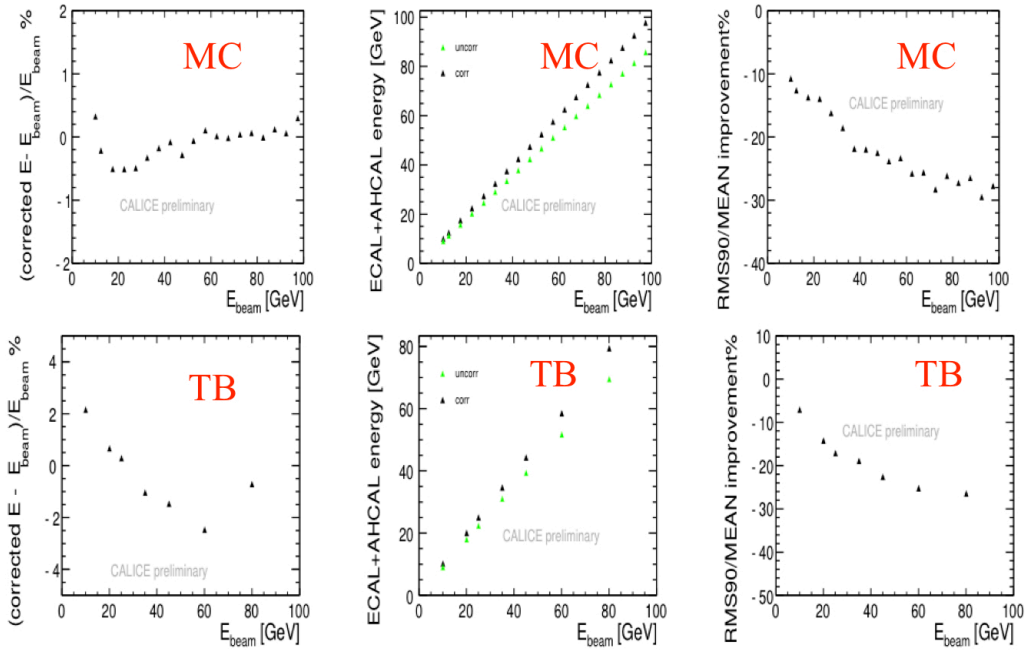 (corrected E- E_beam)/E_beam %
2
1
0
- 1
- 2
MC
CALICE preliminary
0 20 40 60 80 100
E_beam [GeV]
ECAL+AHCAL energy [GeV]
100
80
60
40
20
0
uncorr
corr
MC
CALICE preliminary
0 20 40 60 80 100
E_beam [GeV]
RMS90/MEAN improvement%
0
- 10
- 20
- 30
- 40
MC
CALICE preliminary
0 20 40 60 80 100
E_beam [GeV]
(corrected E - E_beam)/E_beam %
4
2
0
- 2
- 4
TB
CALICE preliminary
0 20 40 60 80 100
E_beam [GeV]
ECAL+AHCAL energy [GeV]
80
60
40
20
0
uncorr
corr
TB
CALICE preliminary
0 20 40 60 80 100
E_beam [GeV]
RMS90/MEAN improvement%
10
0
- 10
- 20
- 30
- 40
- 50
TB
CALICE preliminary
0 20 40 60 80 100
E_beam [GeV]